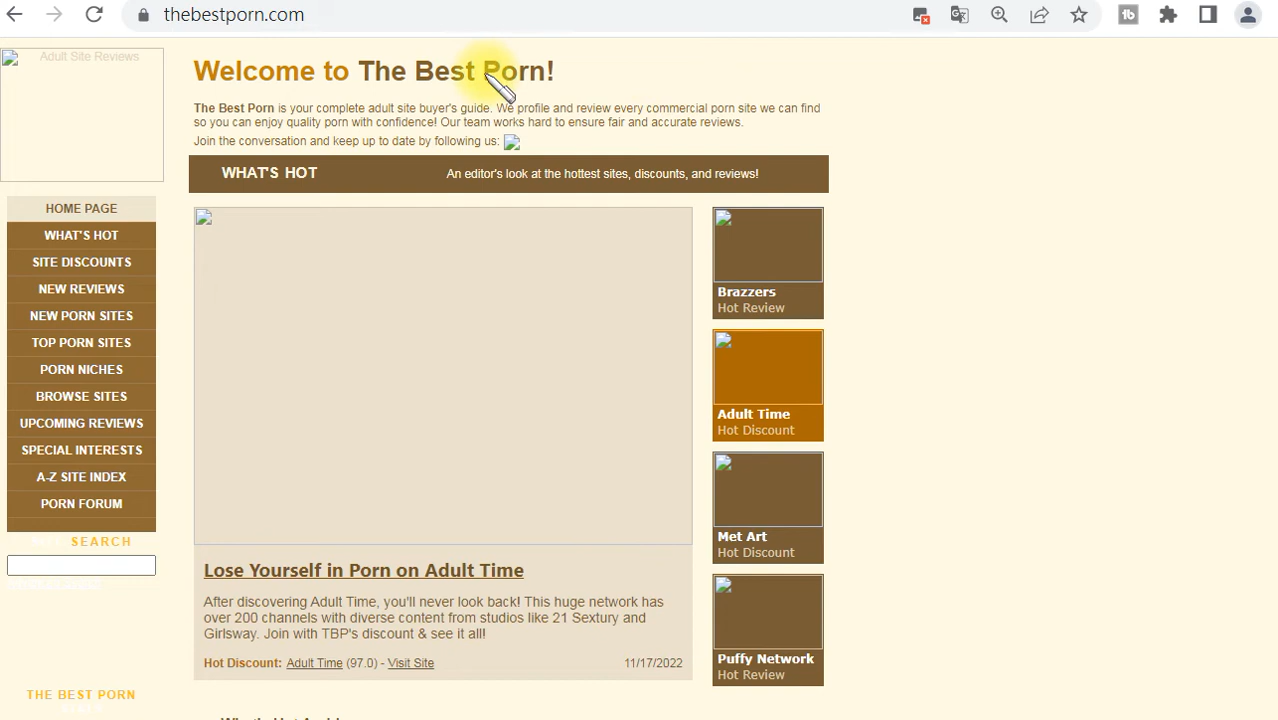 thebestporn.com
Adult Site Reviews
Welcome to The Best Porn!
The Best Porn is your complete adult site buyer's guide. We profile and review every commercial porn site we can find
so you can enjoy quality porn with confidence! Our team works hard to ensure fair and accurate reviews.
Join the conversation and keep up to date by following us:
WHAT'S HOT
An editor's look at the hottest sites, discounts, and reviews!
HOME PAGE
WHAT'S HOT
SITE DISCOUNTS
NEW REVIEWS
NEW PORN SITES
TOP PORN SITES
PORN NICHES
BROWSE SITES
UPCOMING REVIEWS
SPECIAL INTERESTS
A-Z SITE INDEX
PORN FORUM
SEARCH
THE BEST PORN
Brazzers
Hot Review
Adult Time
Hot Discount
Met Art
Hot Discount
Puffy Network
Hot Review
Lose Yourself in Porn on Adult Time
After discovering Adult Time, you'll never look back! This huge network has
over 200 channels with diverse content from studios like 21 Sextury and
Girlsway. Join with TBP's discount & see it all!
Hot Discount: Adult Time (97.0) - Visit Site
11/17/2022